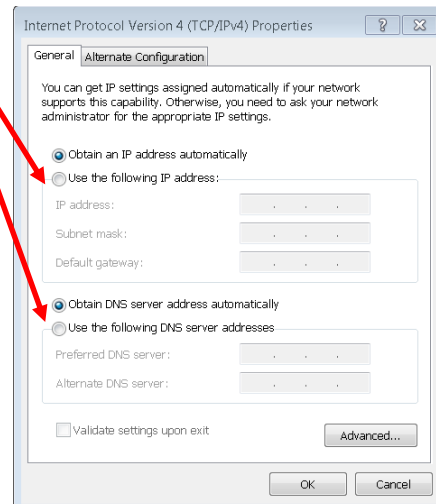 Internet Protocol Version 4 (TCP/IPv4) Properties
General
Alternate Configuration
You can get IP settings assigned automatically if your network
supports this capability. Otherwise, you need to ask your network
administrator for the appropriate IP settings.
Obtain an IP address automatically
Use the following IP address:
IP address:
Subnet mask:
Default gateway:
Obtain DNS server address automatically
Use the following DNS server addresses
Preferred DNS server:
Alternate DNS server:
Validate settings upon exit
Advanced...
OK
Cancel